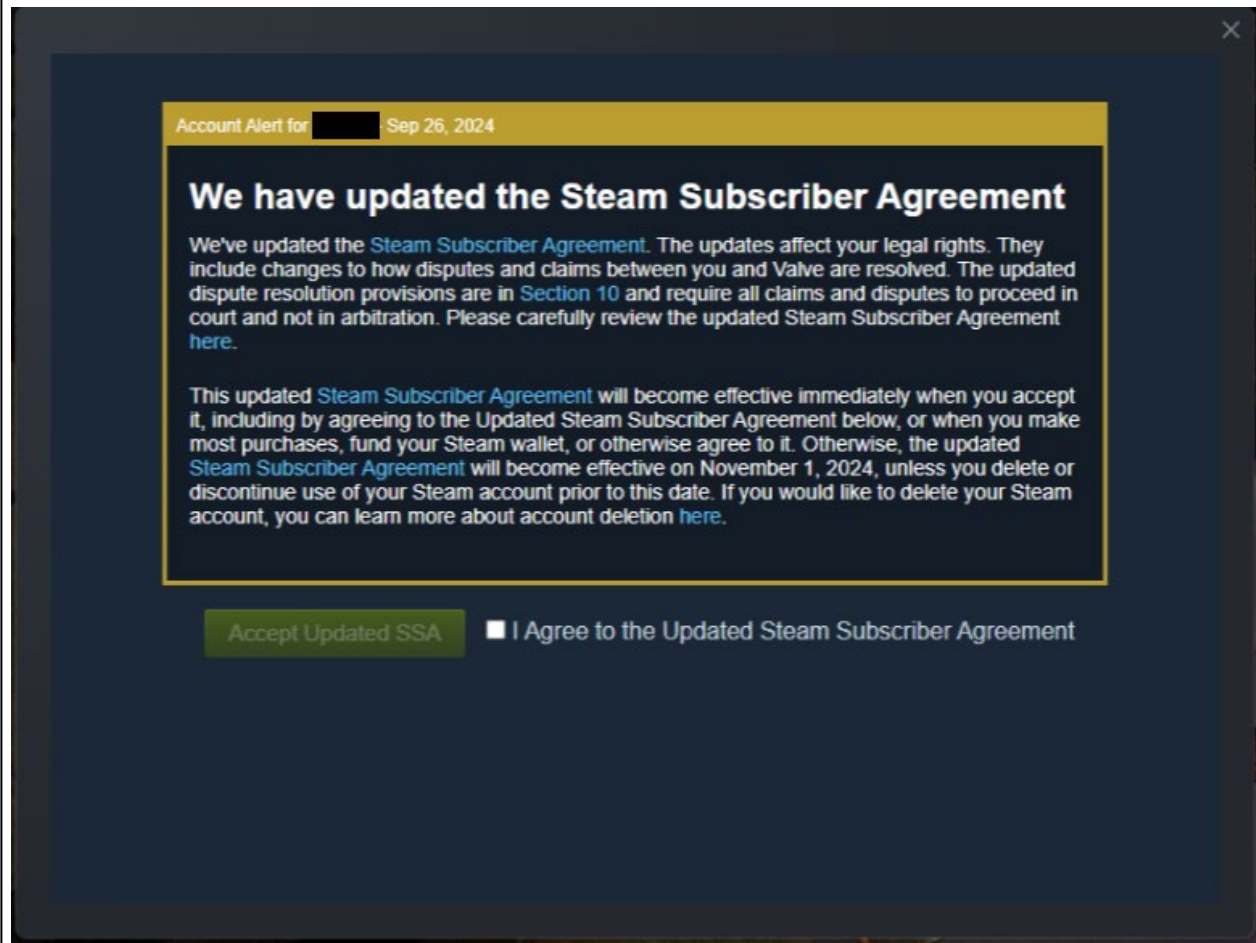 Account Alert for - Sep 26, 2024
We have updated the Steam Subscriber Agreement
We've updated the Steam Subscriber Agreement. The updates affect your legal rights. They
include changes to how disputes and claims between you and Valve are resolved. The updated
dispute resolution provisions are in Section 10 and require all claims and disputes to proceed in
court and not in arbitration. Please carefully review the updated Steam Subscriber Agreement
here.
This updated Steam Subscriber Agreement will become effective immediately when you accept
it, including by agreeing to the Updated Steam Subscriber Agreement below, or when you make
most purchases, fund your Steam wallet, or otherwise agree to it. Otherwise, the updated
Steam Subscriber Agreement will become effective on November 1, 2024, unless you delete or
discontinue use of your Steam account prior to this date. If you would like to delete your Steam
account, you can learn more about account deletion here.
Accept Updated SSA I Agree to the Updated Steam Subscriber Agreement